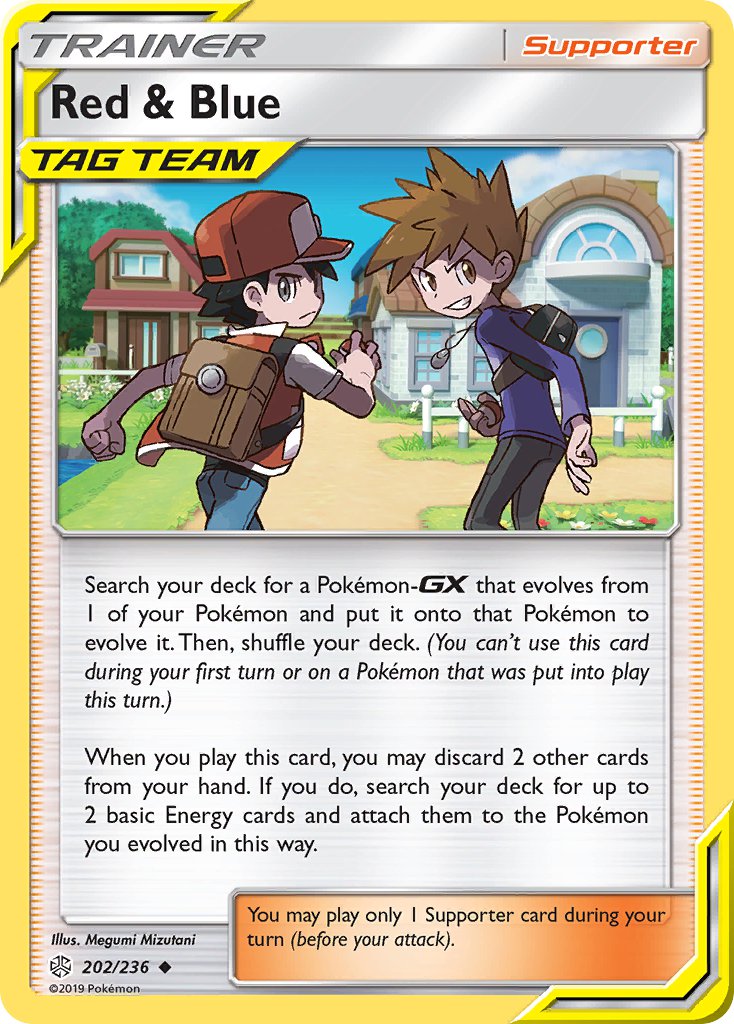 TRAINER
Supporter
Red & Blue
TAG TEAM
Search your deck for a Pokémon-GX that evolves from
1 of your Pokémon and put it onto that Pokémon to
evolve it. Then, shuffle your deck. (You can't use this card
during your first turn or on a Pokémon that was put into play
this turn.)
When you play this card, you may discard 2 other cards
from your hand. If you do, search your deck for up to
2 basic Energy cards and attach them to the Pokémon
you evolved in this way.
You may play only 1 Supporter card during your
turn (before your attack).
Illus. Megumi Mizutani
202/236
©2019 Pokémon